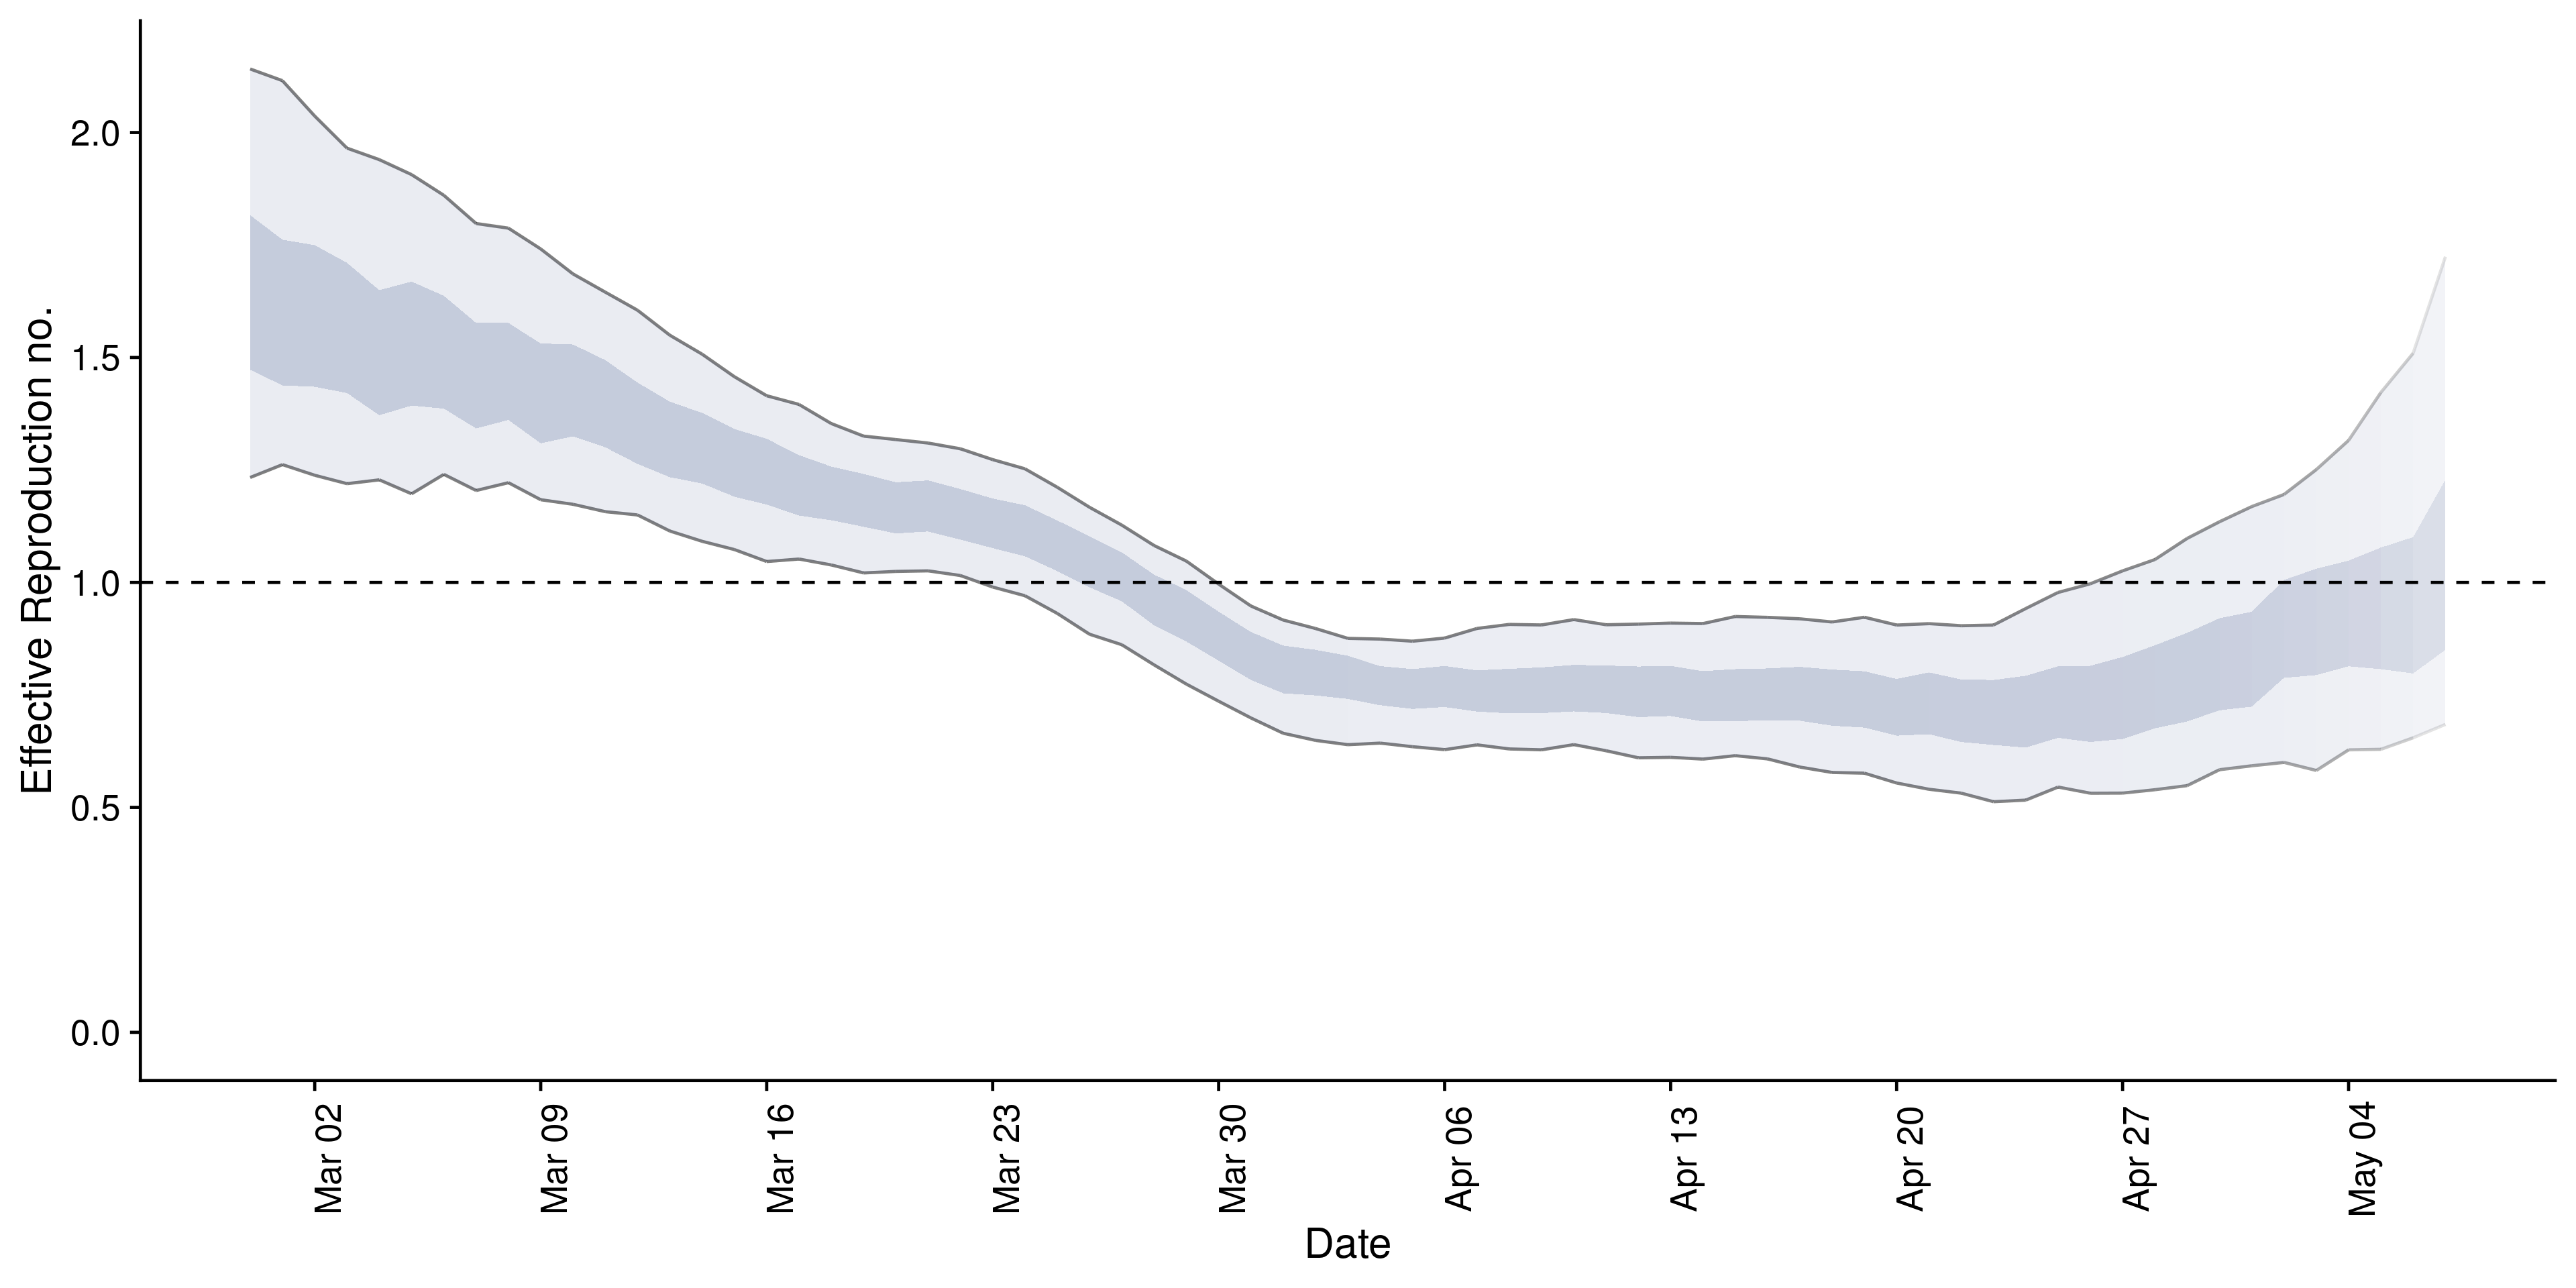 Effective Reproduction no.
2.0
1.5
1.0
0.5
0.0
Mar 02
Mar 09
Mar 16
Mar 23
Mar 30
Apr 06
Apr 13
Apr 20
Apr 27
May 04
Date